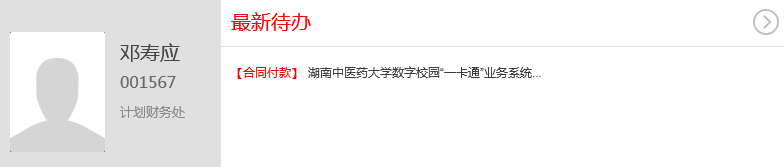 邓寿应
001567
计划财务处
最新待办
【合同付款】 湖南中医药大学数字校园“一卡通”业务系统...